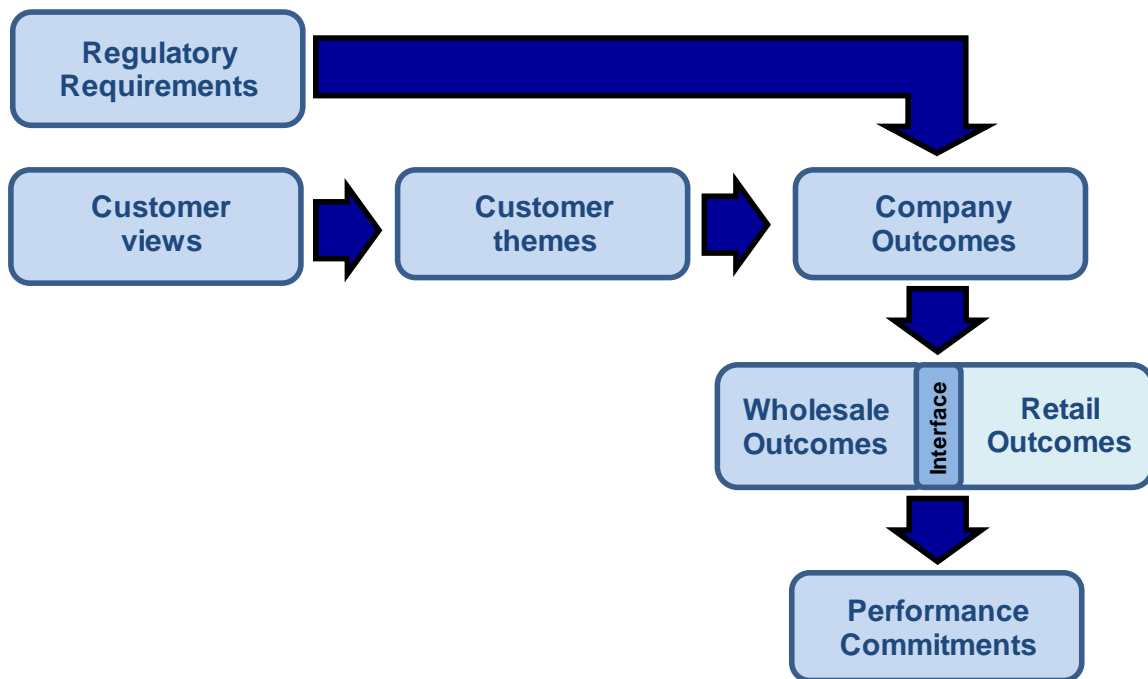 Regulatory
Requirements
Customer
views
Customer
themes
Company
Outcomes
Wholesale
Outcomes
Interface
Retail
Outcomes
Performance
Commitments